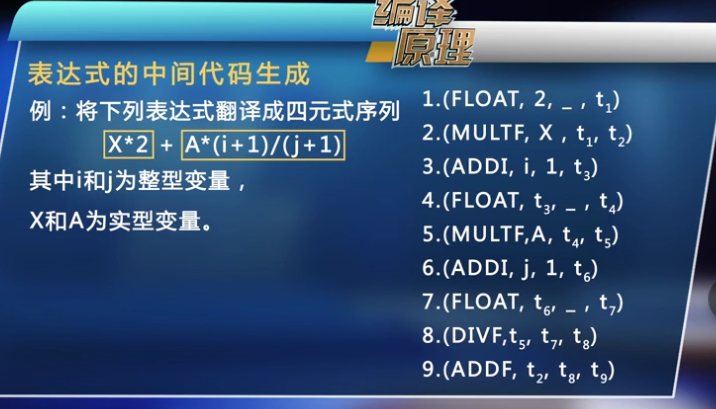 编译
原理
表达式的中间代码生成
例：将下列表达式翻译成四元式序列
X*2 + A*(i+1)/(j+1)
其中i和j为整型变量，
X和A为实型变量。
1.(FLOAT, 2, _ , t₁)
2.(MULTF, X , t₁, t₂)
3.(ADDI, i, 1, t₃)
4.(FLOAT, t₃, _ , t₄)
5.(MULTF,A, t₄, t₅)
6.(ADDI, j, 1, t₆)
7.(FLOAT, t₆, _ , t₇)
8.(DIVF,t₅, t₇, t₈)
9.(ADDF, t₂, t₈, t₉)